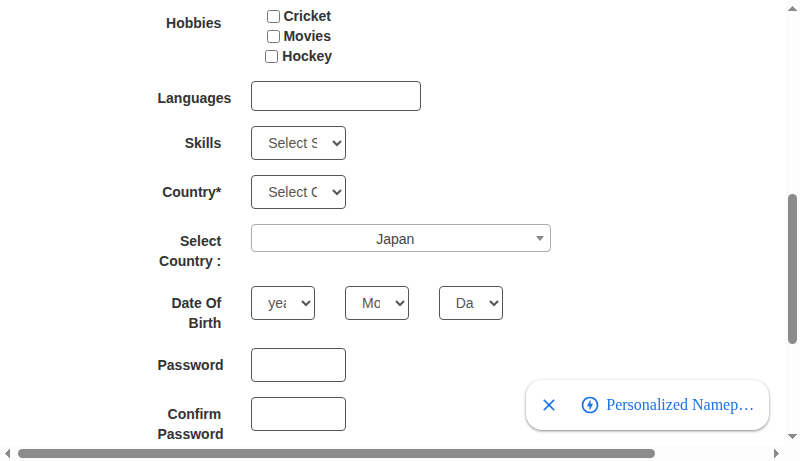 Hobbies
Cricket
Movies
Hockey
Languages
Skills
Select S
Country*
Select C
Select
Country :
Japan
Date Of
Birth
yea
Mo
Da
Password
Confirm
Password
Personalized Namep…